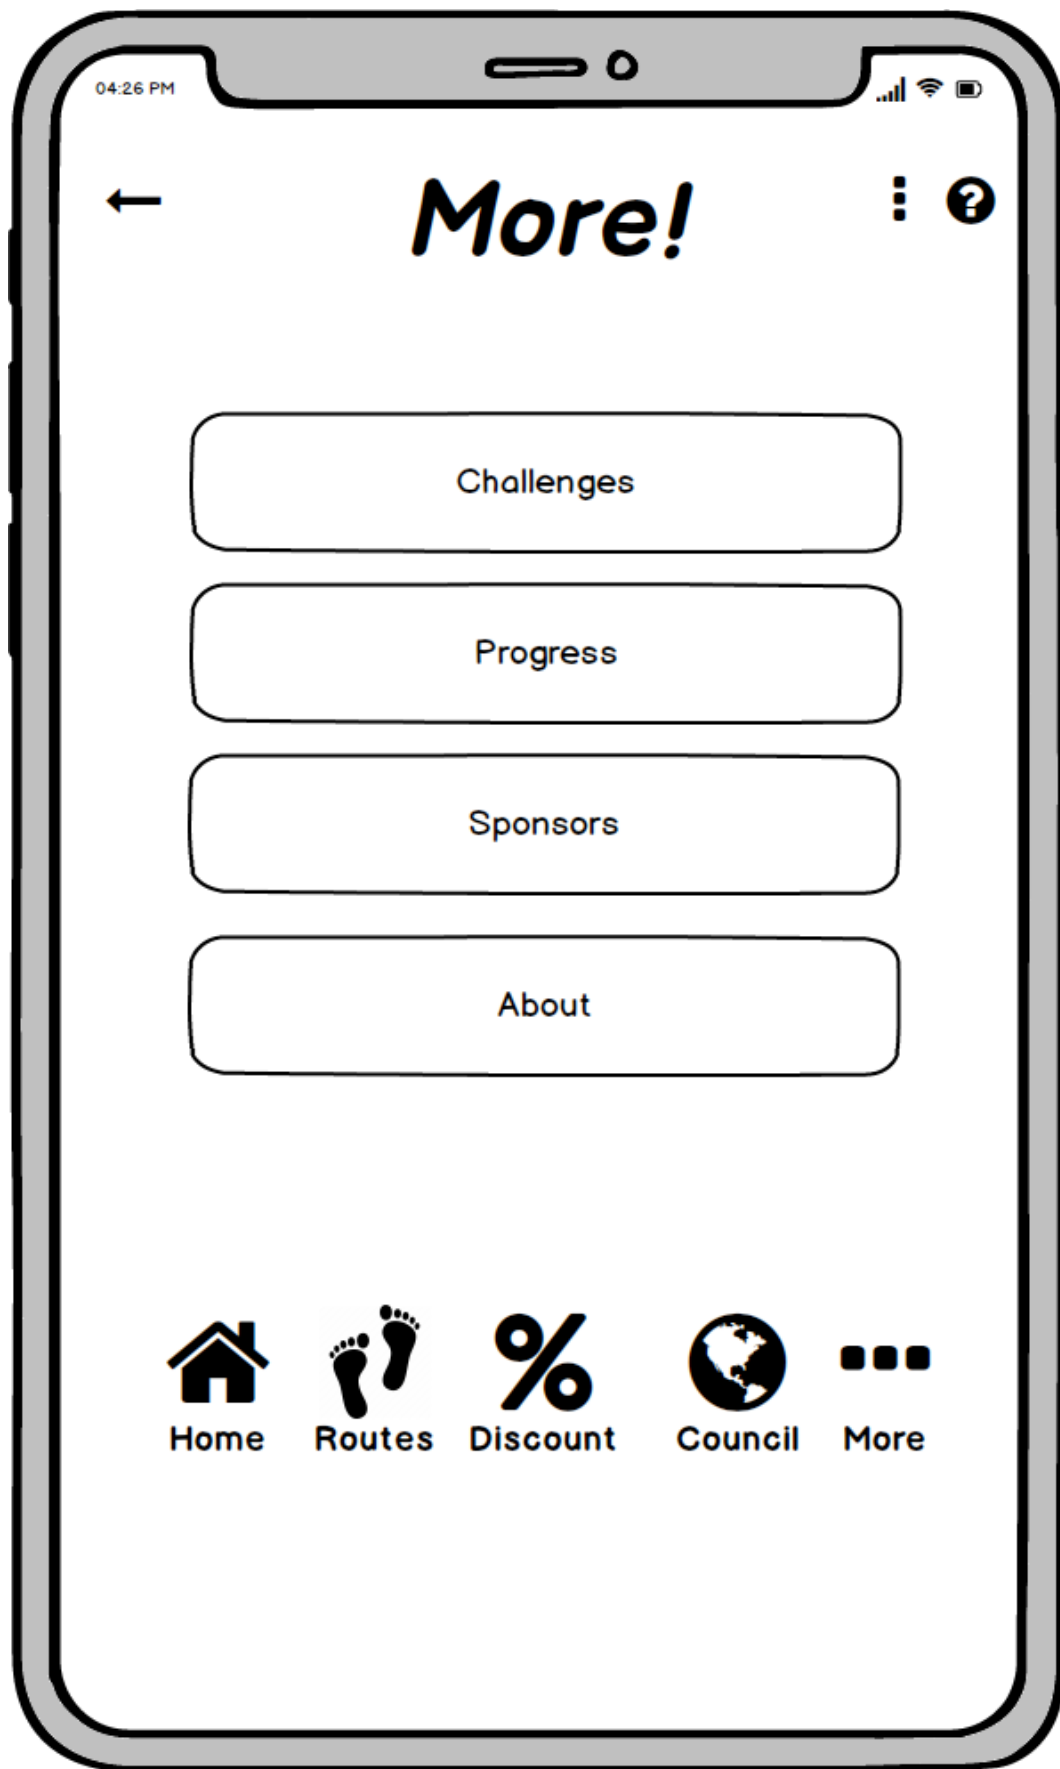 04:26 PM
More!
Challenges
Progress
Sponsors
About
Home Routes Discount Council More